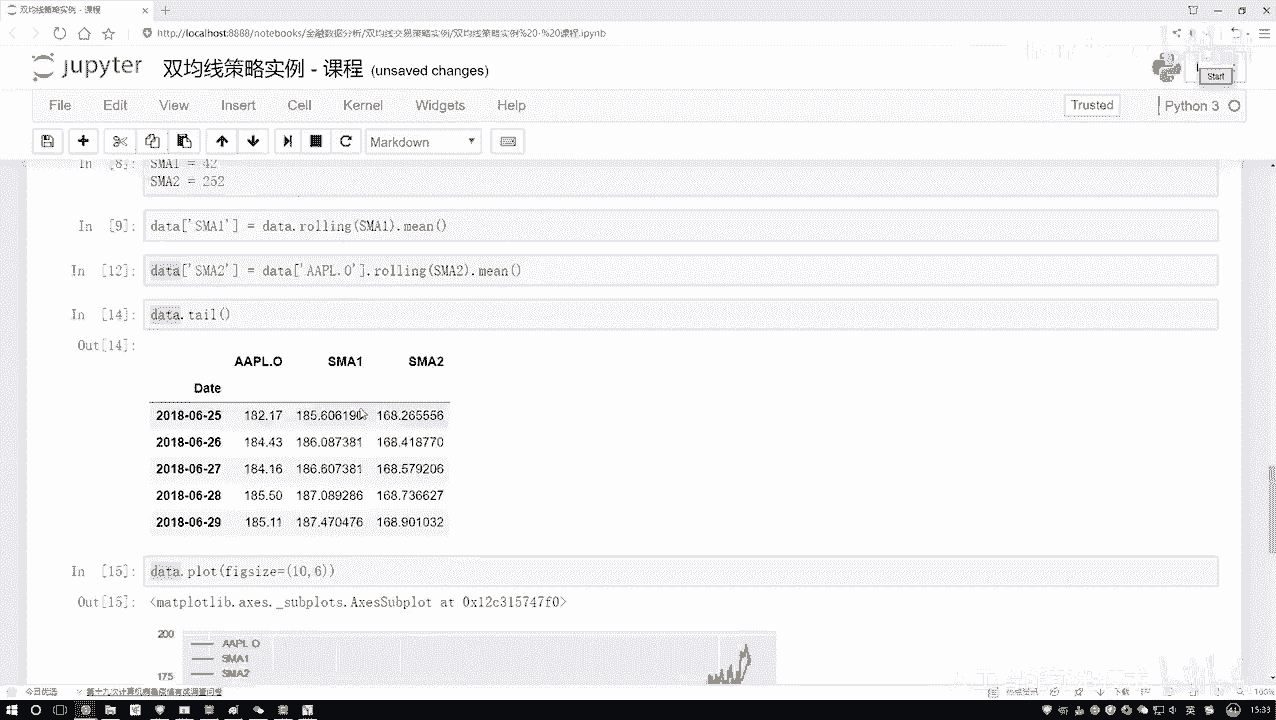 双均线策略实例 - 课程
http://localhost:8888/notebooks/金融数据分析/双均线交易策略实例/双均线策略实例%20-%20课程.ipynb
jupyter 双均线策略实例 - 课程 (unsaved changes)
Start
File Edit View Insert Cell Kernel Widgets Help
Trusted
Python 3
Markdown
In [8]: SMA1 = 42
SMA2 = 252
In [9]: data['SMA1'] = data.rolling(SMA1).mean()
In [12]: data['SMA2'] = data['AAPL.O'].rolling(SMA2).mean()
In [14]: data.tail()
Out[14]:
AAPL.O SMA1 SMA2
Date
2018-06-25 182.17 185.606190 168.265556
2018-06-26 184.43 186.087381 168.418770
2018-06-27 184.16 186.607381 168.579206
2018-06-28 185.50 187.089286 168.736627
2018-06-29 185.11 187.470476 168.901032
In [15]: data.plot(figsize=(10,6))
Out[15]: <matplotlib.axes._subplots.AxesSubplot at 0x12c315747f0>
200
AAPL.O
SMA1
175
SMA2
今日优选
100%
英
15:33